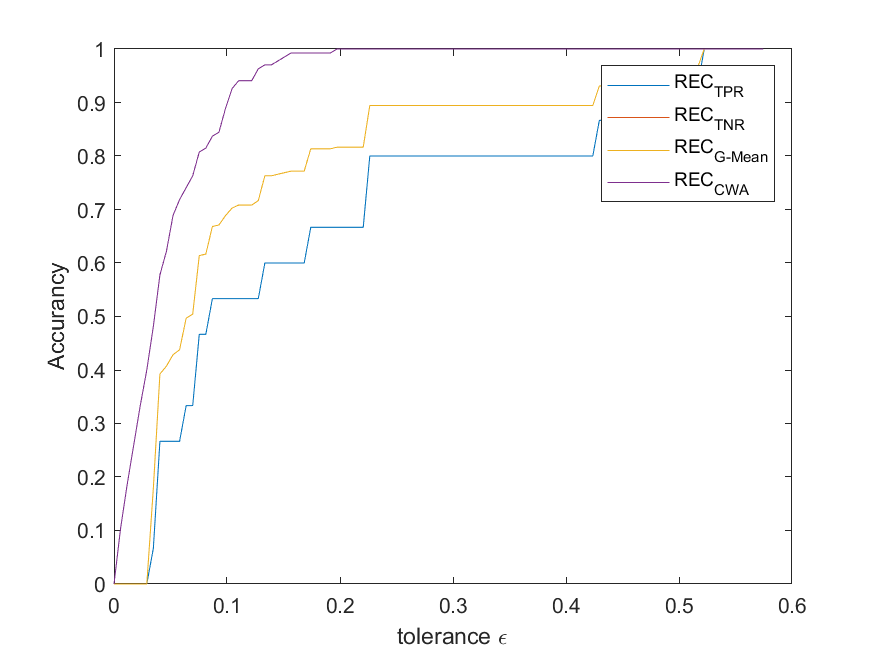 1
0.9
0.8
0.7
0.6
0.5
0.4
0.3
0.2
0.1
0
Accurancy
REC_TPR
REC_TNR
REC_G-Mean
REC_CWA
0 0.1 0.2 0.3 0.4 0.5 0.6
tolerance ϵ